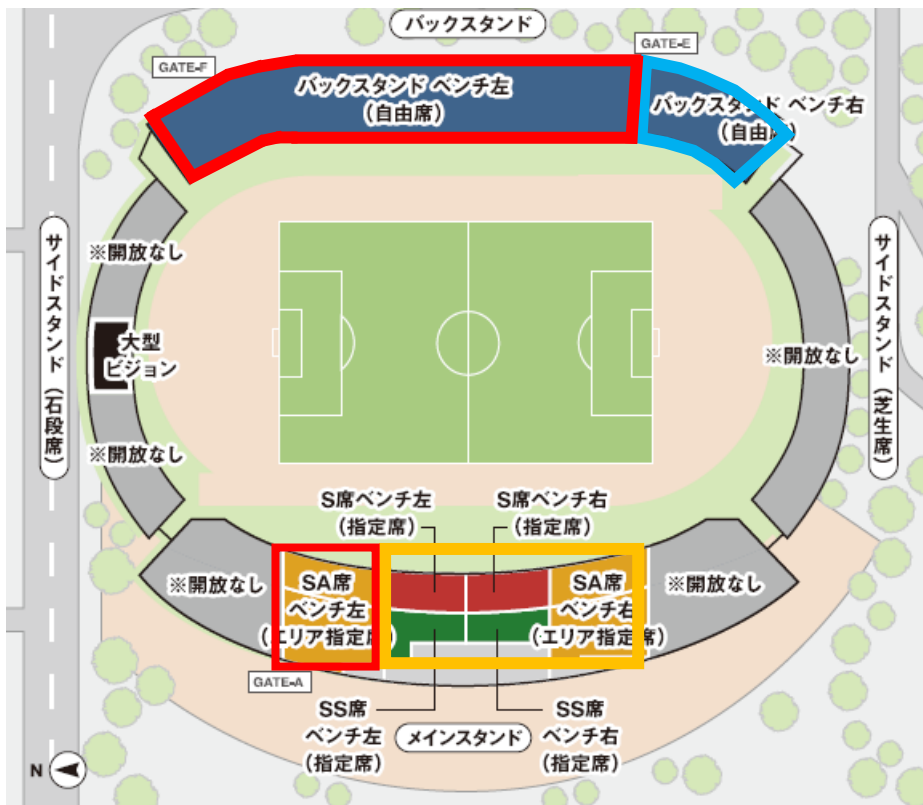 バックスタンド
GATE-E
GATE-F
バックスタンド ベンチ左
(自由席)
バックスタンド ベンチ右
(自由席)
サイドスタンド(石段席)
サイドスタンド(芝生席)
※開放なし
大型
ビジョン
※開放なし
※開放なし
S席ベンチ左
(指定席)
S席ベンチ右
(指定席)
※開放なし
SA席
ベンチ左
(エリア指定席)
SA席
ベンチ右
(エリア指定席)
※開放なし
GATE-A
SS席
ベンチ左
(指定席)
メインスタンド
SS席
ベンチ右
(指定席)
N